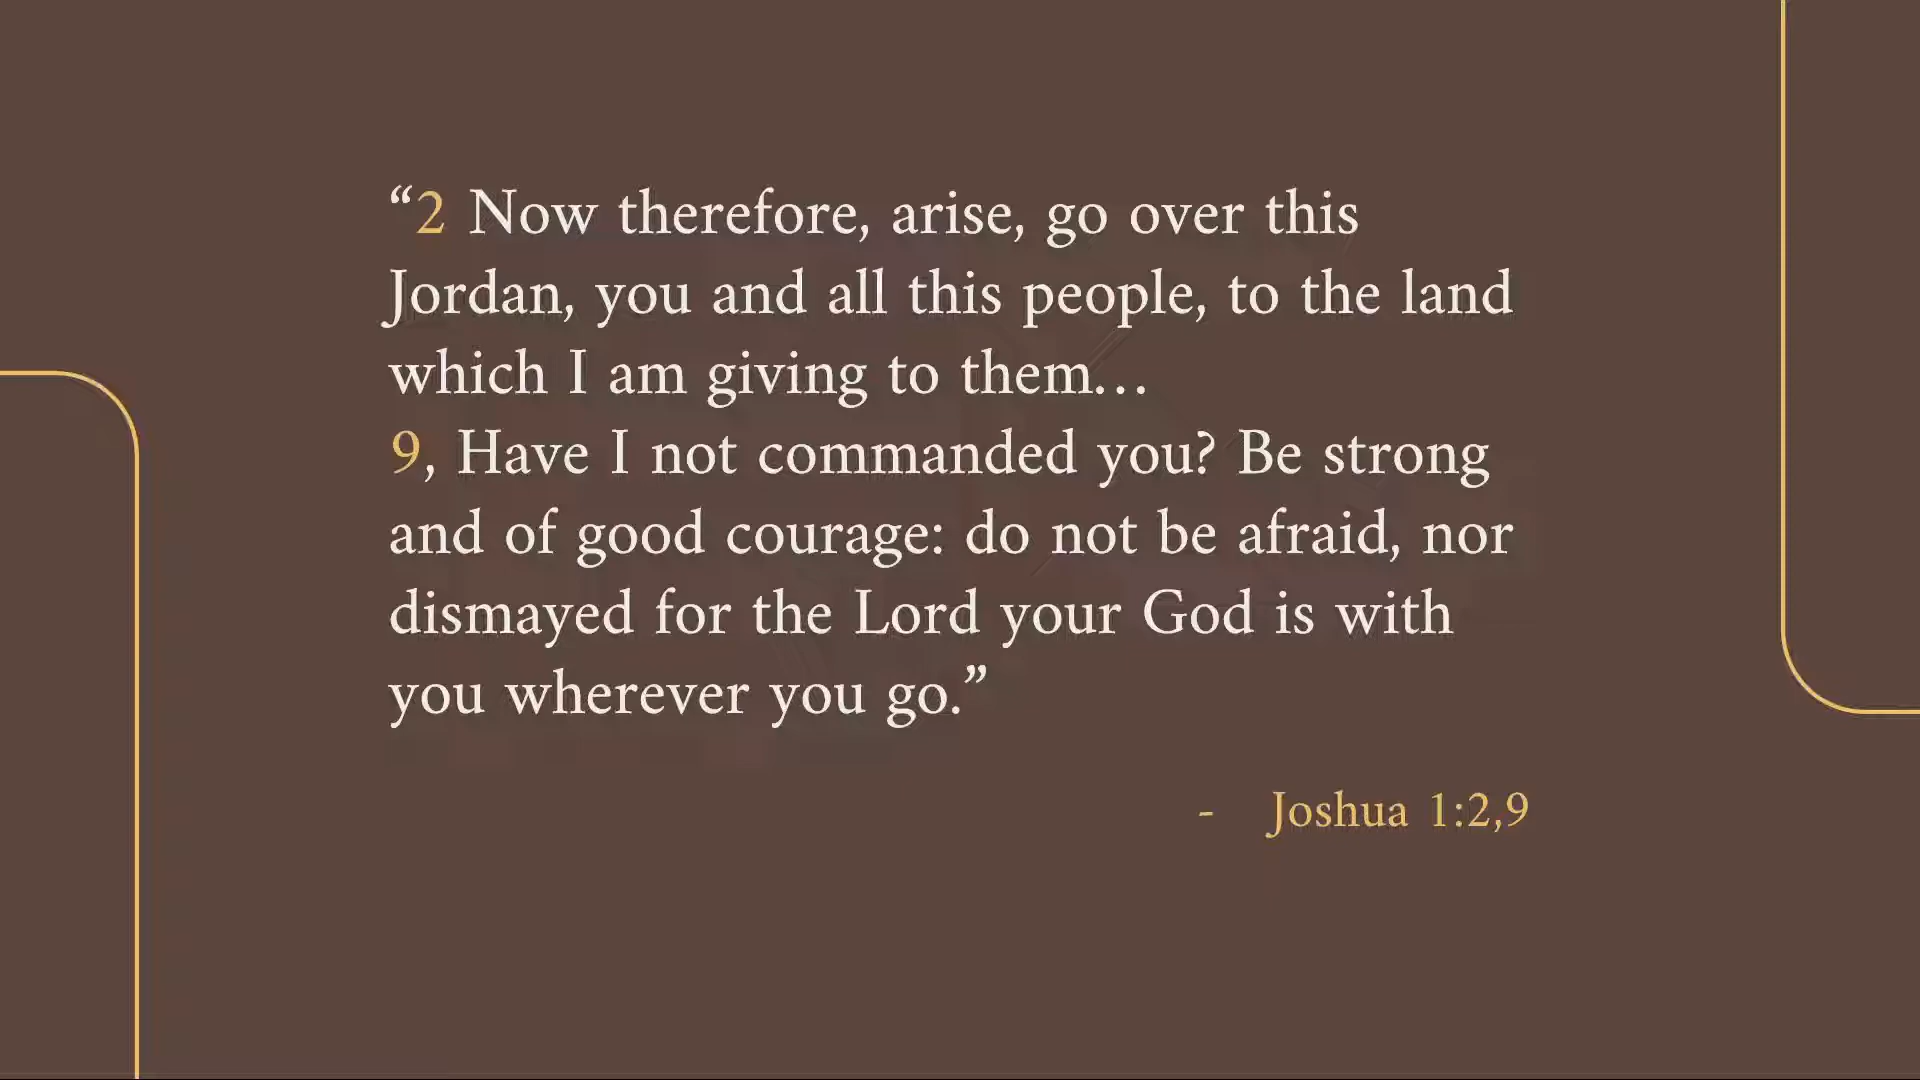 “2 Now therefore, arise, go over this
Jordan, you and all this people, to the land
which I am giving to them…
9, Have I not commanded you? Be strong
and of good courage: do not be afraid, nor
dismayed for the Lord your God is with
you wherever you go.”
- Joshua 1:2,9